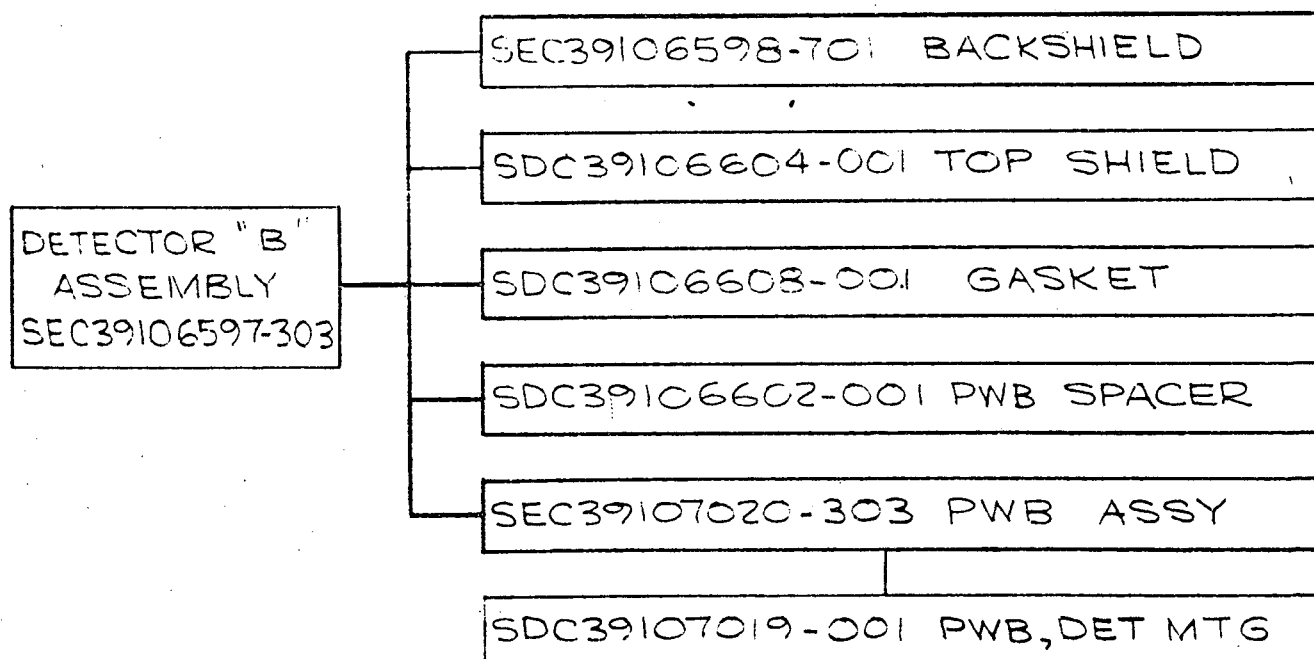 SEC39106598-701 BACKSHIELD
SDC39106604-001 TOP SHIELD
DETECTOR "B"
ASSEMBLY
SEC39106597-303
SDC39106608-001 GASKET
SDC39106602-001 PWB SPACER
SEC39107020-303 PWB ASSY
SDC39107019-001 PWB, DET MTG